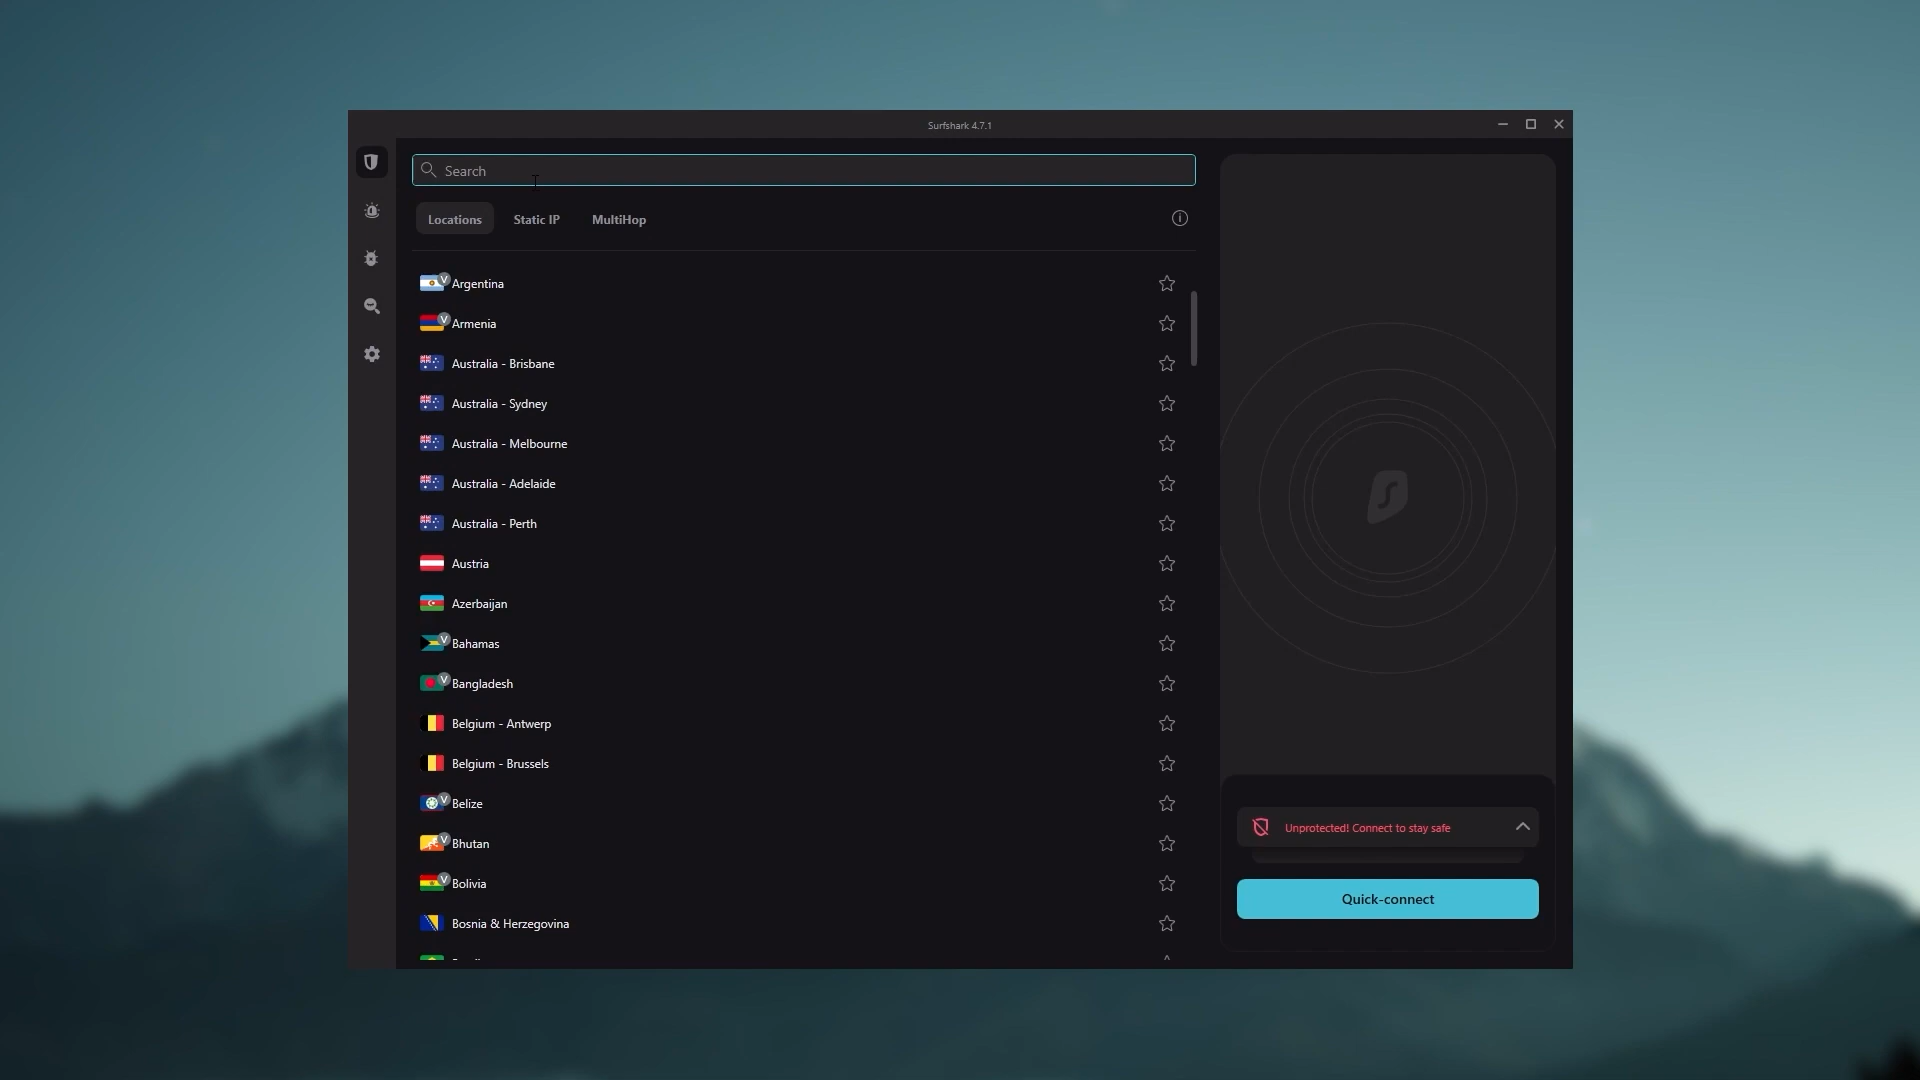 Surfshark 4.7.1
Search
Locations
Static IP
MultiHop
V Argentina
V Armenia
Australia - Brisbane
Australia - Sydney
Australia - Melbourne
Australia - Adelaide
Australia - Perth
Austria
Azerbaijan
V Bahamas
V Bangladesh
Belgium - Antwerp
Belgium - Brussels
V Belize
V Bhutan
V Bolivia
Bosnia & Herzegovina
Unprotected! Connect to stay safe
Quick-connect